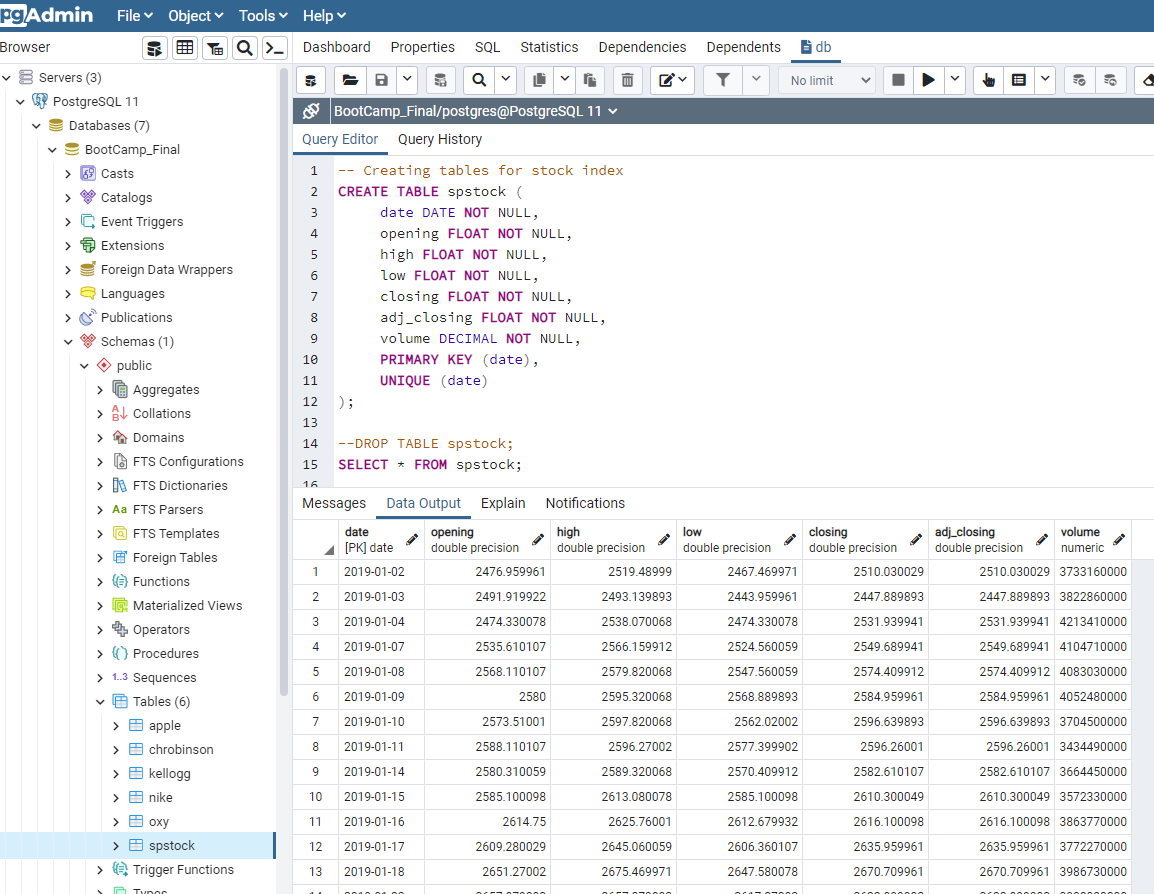 pgAdmin File Object Tools Help
Browser
Dashboard Properties SQL Statistics Dependencies Dependents db
Servers (3)
PostgreSQL 11
Databases (7)
BootCamp_Final
Casts
Catalogs
Event Triggers
Extensions
Foreign Data Wrappers
Languages
Publications
Schemas (1)
public
Aggregates
Collations
Domains
FTS Configurations
FTS Dictionaries
Aa FTS Parsers
FTS Templates
Foreign Tables
Functions
Materialized Views
Operators
Procedures
1..3 Sequences
Tables (6)
apple
chrobinson
kellogg
nike
oxy
spstock
Trigger Functions
Types
No limit
BootCamp_Final/postgres@PostgreSQL 11
Query Editor Query History
1 -- Creating tables for stock index
2 CREATE TABLE spstock (
3 date DATE NOT NULL,
4 opening FLOAT NOT NULL,
5 high FLOAT NOT NULL,
6 low FLOAT NOT NULL,
7 closing FLOAT NOT NULL,
8 adj_closing FLOAT NOT NULL,
9 volume DECIMAL NOT NULL,
10 PRIMARY KEY (date),
11 UNIQUE (date)
12 );
13
14 --DROP TABLE spstock;
15 SELECT * FROM spstock;
16
Messages Data Output Explain Notifications
date opening high low closing adj_closing volume
[PK] date double precision double precision double precision double precision double precision numeric
1 2019-01-02 2476.959961 2519.48999 2467.469971 2510.030029 2510.030029 3733160000
2 2019-01-03 2491.919922 2493.139893 2443.959961 2447.889893 2447.889893 3822860000
3 2019-01-04 2474.330078 2538.070068 2474.330078 2531.939941 2531.939941 4213410000
4 2019-01-07 2535.610107 2566.159912 2524.560059 2549.689941 2549.689941 4104710000
5 2019-01-08 2568.110107 2579.820068 2547.560059 2574.409912 2574.409912 4083030000
6 2019-01-09 2580 2595.320068 2568.889893 2584.959961 2584.959961 4052480000
7 2019-01-10 2573.51001 2597.820068 2562.02002 2596.639893 2596.639893 3704500000
8 2019-01-11 2588.110107 2596.27002 2577.399902 2596.26001 2596.26001 3434490000
9 2019-01-14 2580.310059 2589.320068 2570.409912 2582.610107 2582.610107 3664450000
10 2019-01-15 2585.100098 2613.080078 2585.100098 2610.300049 2610.300049 3572330000
11 2019-01-16 2614.75 2625.76001 2612.679932 2616.100098 2616.100098 3863770000
12 2019-01-17 2609.280029 2645.060059 2606.360107 2635.959961 2635.959961 3772270000
13 2019-01-18 2651.27002 2675.469971 2647.580078 2670.709961 2670.709961 3986730000